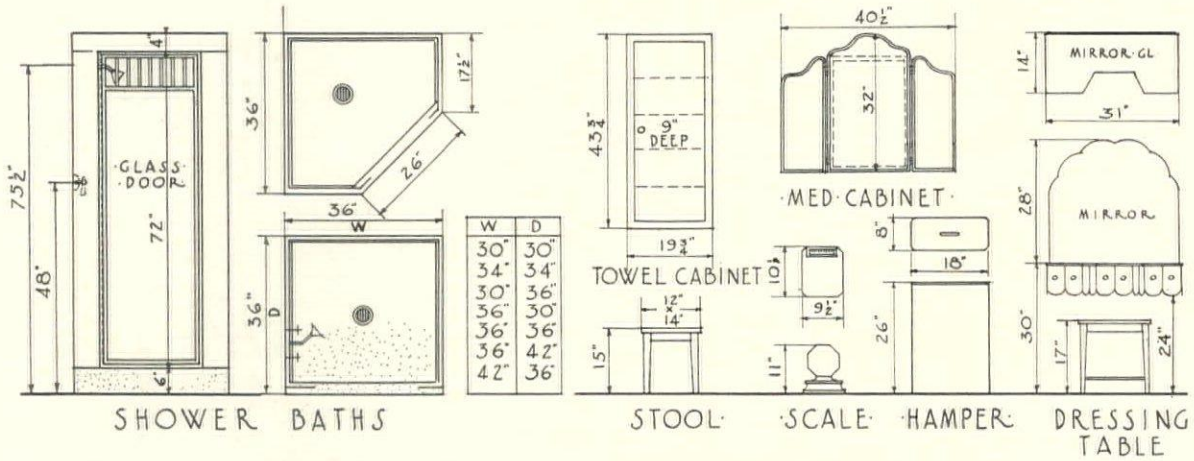 4"
75½"
48"
·GLASS·
·DOOR·
72"
6"
36"
17½"
26"
36"
W
36"
D
W D
30" 30"
34" 34"
30" 36"
36" 30"
36" 36"
36" 42"
42" 36"
SHOWER BATHS
43¾"
9"
DEEP
19¾"
TOWEL CABINET
12"
x
14"
15"
STOOL·
40½"
32"
·MED·CABINET·
10½"
9½"
11"
·SCALE·
8"
18"
26"
·HAMPER·
14"
MIRROR·GL
31"
28"
MIRROR
30"
17"
24"
DRESSING
TABLE